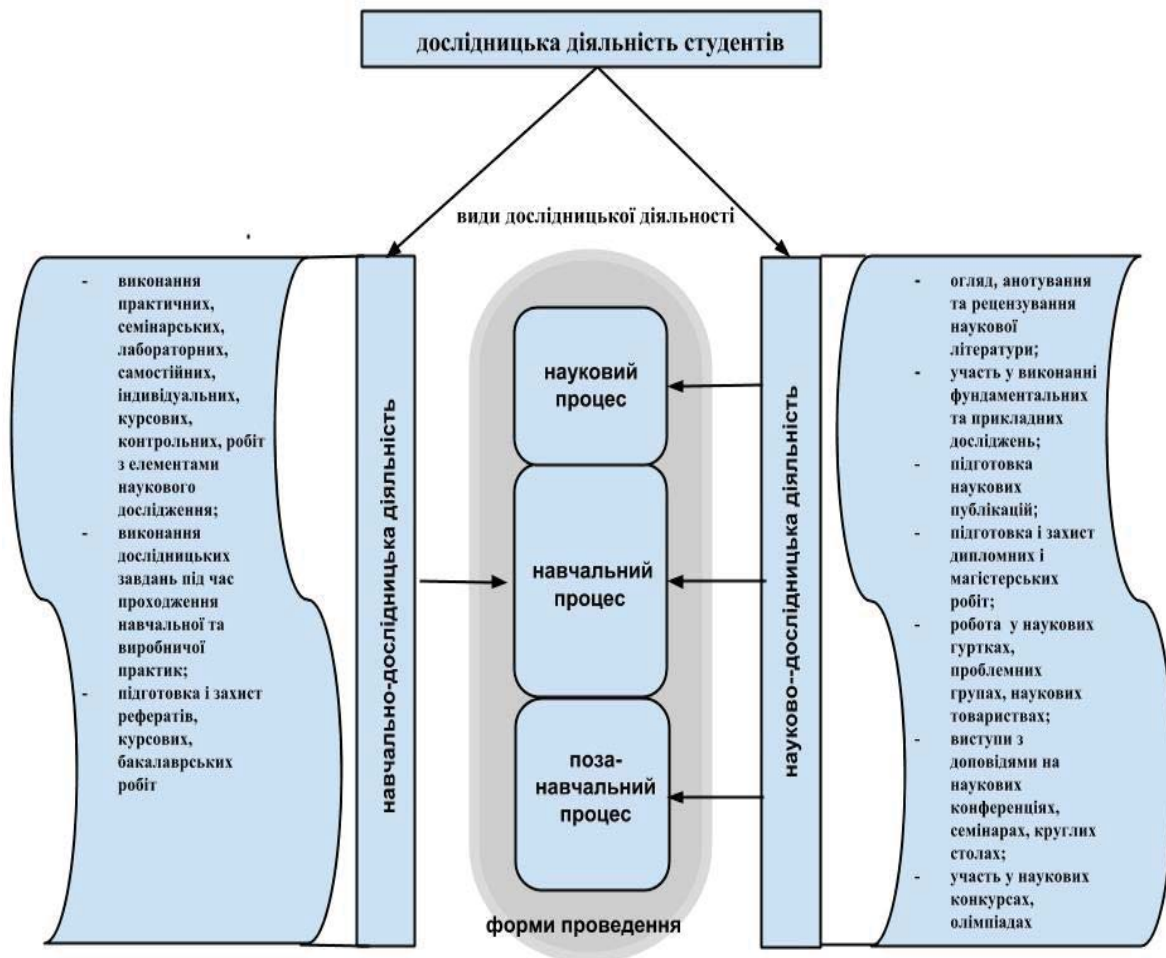 дослідницька діяльність студентів
види дослідницької діяльності
- виконання
практичних,
семінарських,
лабораторних,
самостійних,
індивідуальних,
курсових,
контрольних, робіт
з елементами
наукового
дослідження;
- виконання
дослідницьких
завдань під час
проходження
навчальної та
виробничої
практик;
- підготовка і захист
рефератів,
курсових,
бакалаврських
робіт
навчально-дослідницька діяльність
науковий
процес
навчальний
процес
поза-
навчальний
процес
форми проведення
науково--дослідницька діяльність
- огляд, анотування
та рецензування
наукової
літератури;
- участь у виконанні
фундаментальних
та прикладних
досліджень;
- підготовка
наукових
публікацій;
- підготовка і захист
дипломних і
магістерських
робіт;
- робота у наукових
гуртках,
проблемних
групах, наукових
товариствах;
- виступи з
доповідями на
наукових
конференціях,
семінарах, круглих
столах;
- участь у наукових
конкурсах,
олімпіадах